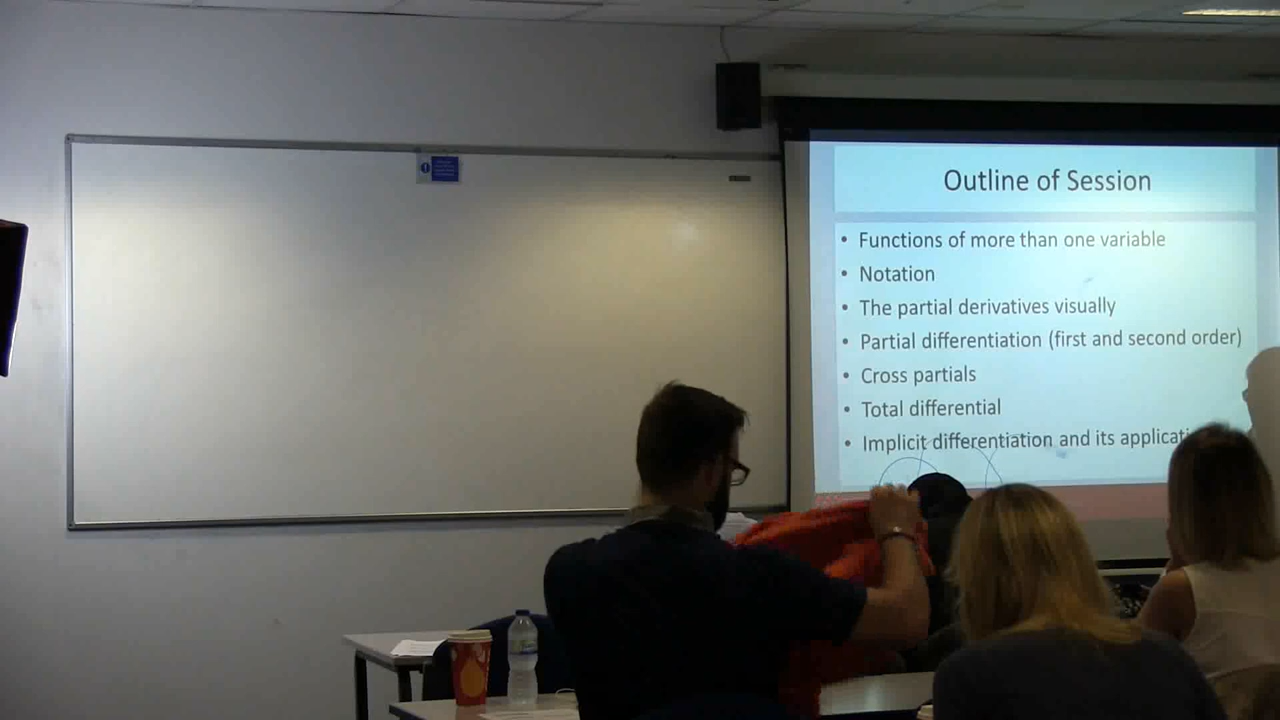 Outline of Session
• Functions of more than one variable
• Notation
• The partial derivatives visually
• Partial differentiation (first and second order)
• Cross partials
• Total differential
• Implicit differentiation and its applicati